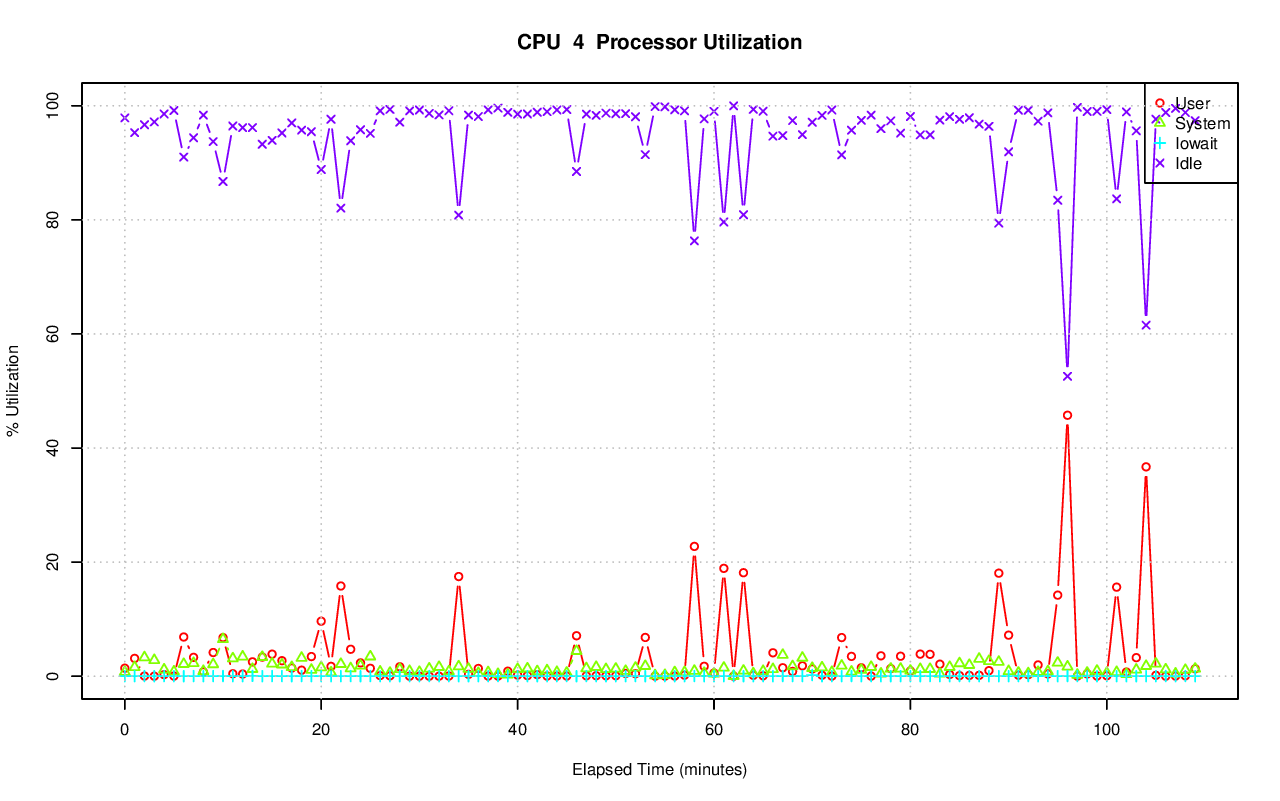 CPU  4  Processor Utilization
100
80
60
40
20
0
% Utilization
User
System
Iowait
Idle
0 20 40 60 80 100
Elapsed Time (minutes)